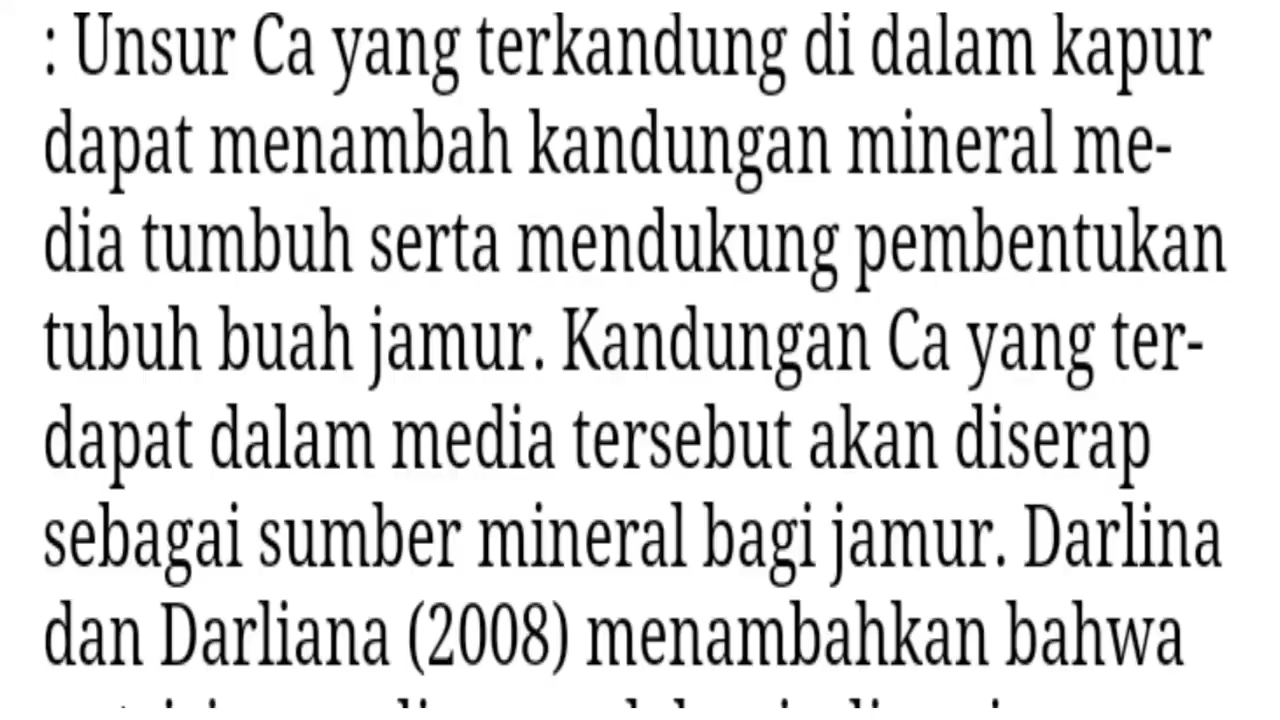 : Unsur Ca yang terkandung di dalam kapur
dapat menambah kandungan mineral me-
dia tumbuh serta mendukung pembentukan
tubuh buah jamur. Kandungan Ca yang ter-
dapat dalam media tersebut akan diserap
sebagai sumber mineral bagi jamur. Darlina
dan Darliana (2008) menambahkan bahwa